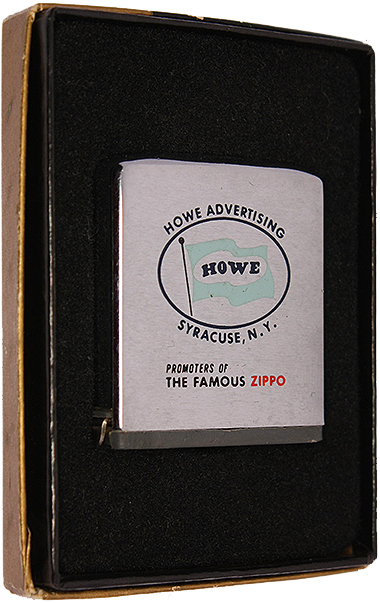 HOWE ADVERTISING
HOWE
SYRACUSE, N.Y.
PROMOTERS OF
THE FAMOUS ZIPPO